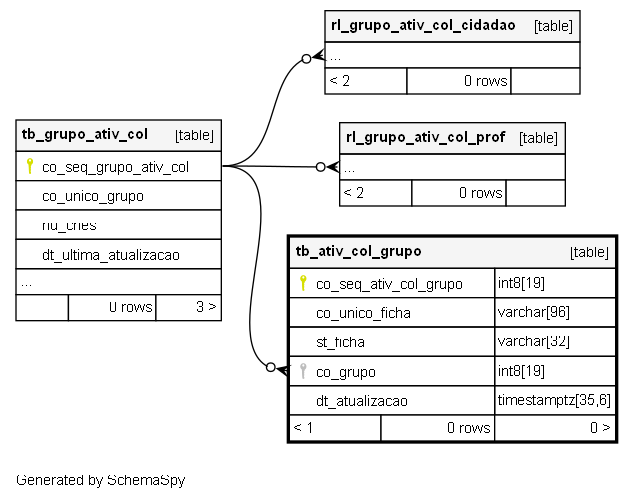 rl_grupo_ativ_col_cidadao [table]
...
< 2 0 rows
tb_grupo_ativ_col [table]
co_seq_grupo_ativ_col
co_unico_grupo
nu_cnes
dt_ultima_atualizacao
...
0 rows 3 >
rl_grupo_ativ_col_prof [table]
...
< 2 0 rows
tb_ativ_col_grupo [table]
co_seq_ativ_col_grupo int8[19]
co_unico_ficha varchar[96]
st_ficha varchar[32]
co_grupo int8[19]
dt_atualizacao timestamptz[35,6]
< 1 0 rows 0 >
Generated by SchemaSpy